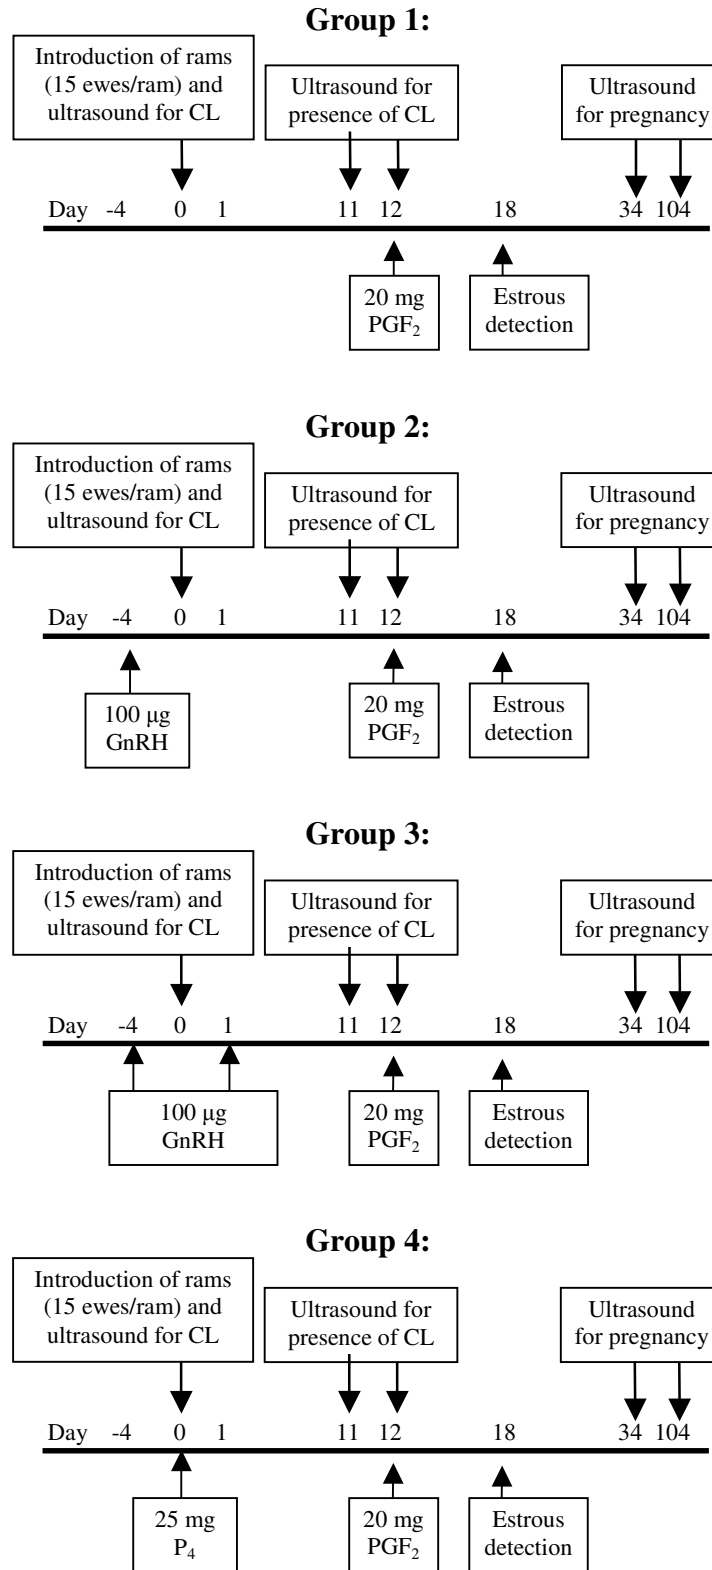 Group 1:
Introduction of rams
(15 ewes/ram) and
ultrasound for CL
Ultrasound for
presence of CL
Ultrasound
for pregnancy
Day -4 0 1 11 12 18 34 104
20 mg
PGF₂
Estrous
detection
Group 2:
Introduction of rams
(15 ewes/ram) and
ultrasound for CL
Ultrasound for
presence of CL
Ultrasound
for pregnancy
Day -4 0 1 11 12 18 34 104
100 µg
GnRH
20 mg
PGF₂
Estrous
detection
Group 3:
Introduction of rams
(15 ewes/ram) and
ultrasound for CL
Ultrasound for
presence of CL
Ultrasound
for pregnancy
Day -4 0 1 11 12 18 34 104
100 µg
GnRH
20 mg
PGF₂
Estrous
detection
Group 4:
Introduction of rams
(15 ewes/ram) and
ultrasound for CL
Ultrasound for
presence of CL
Ultrasound
for pregnancy
Day -4 0 1 11 12 18 34 104
25 mg
P₄
20 mg
PGF₂
Estrous
detection